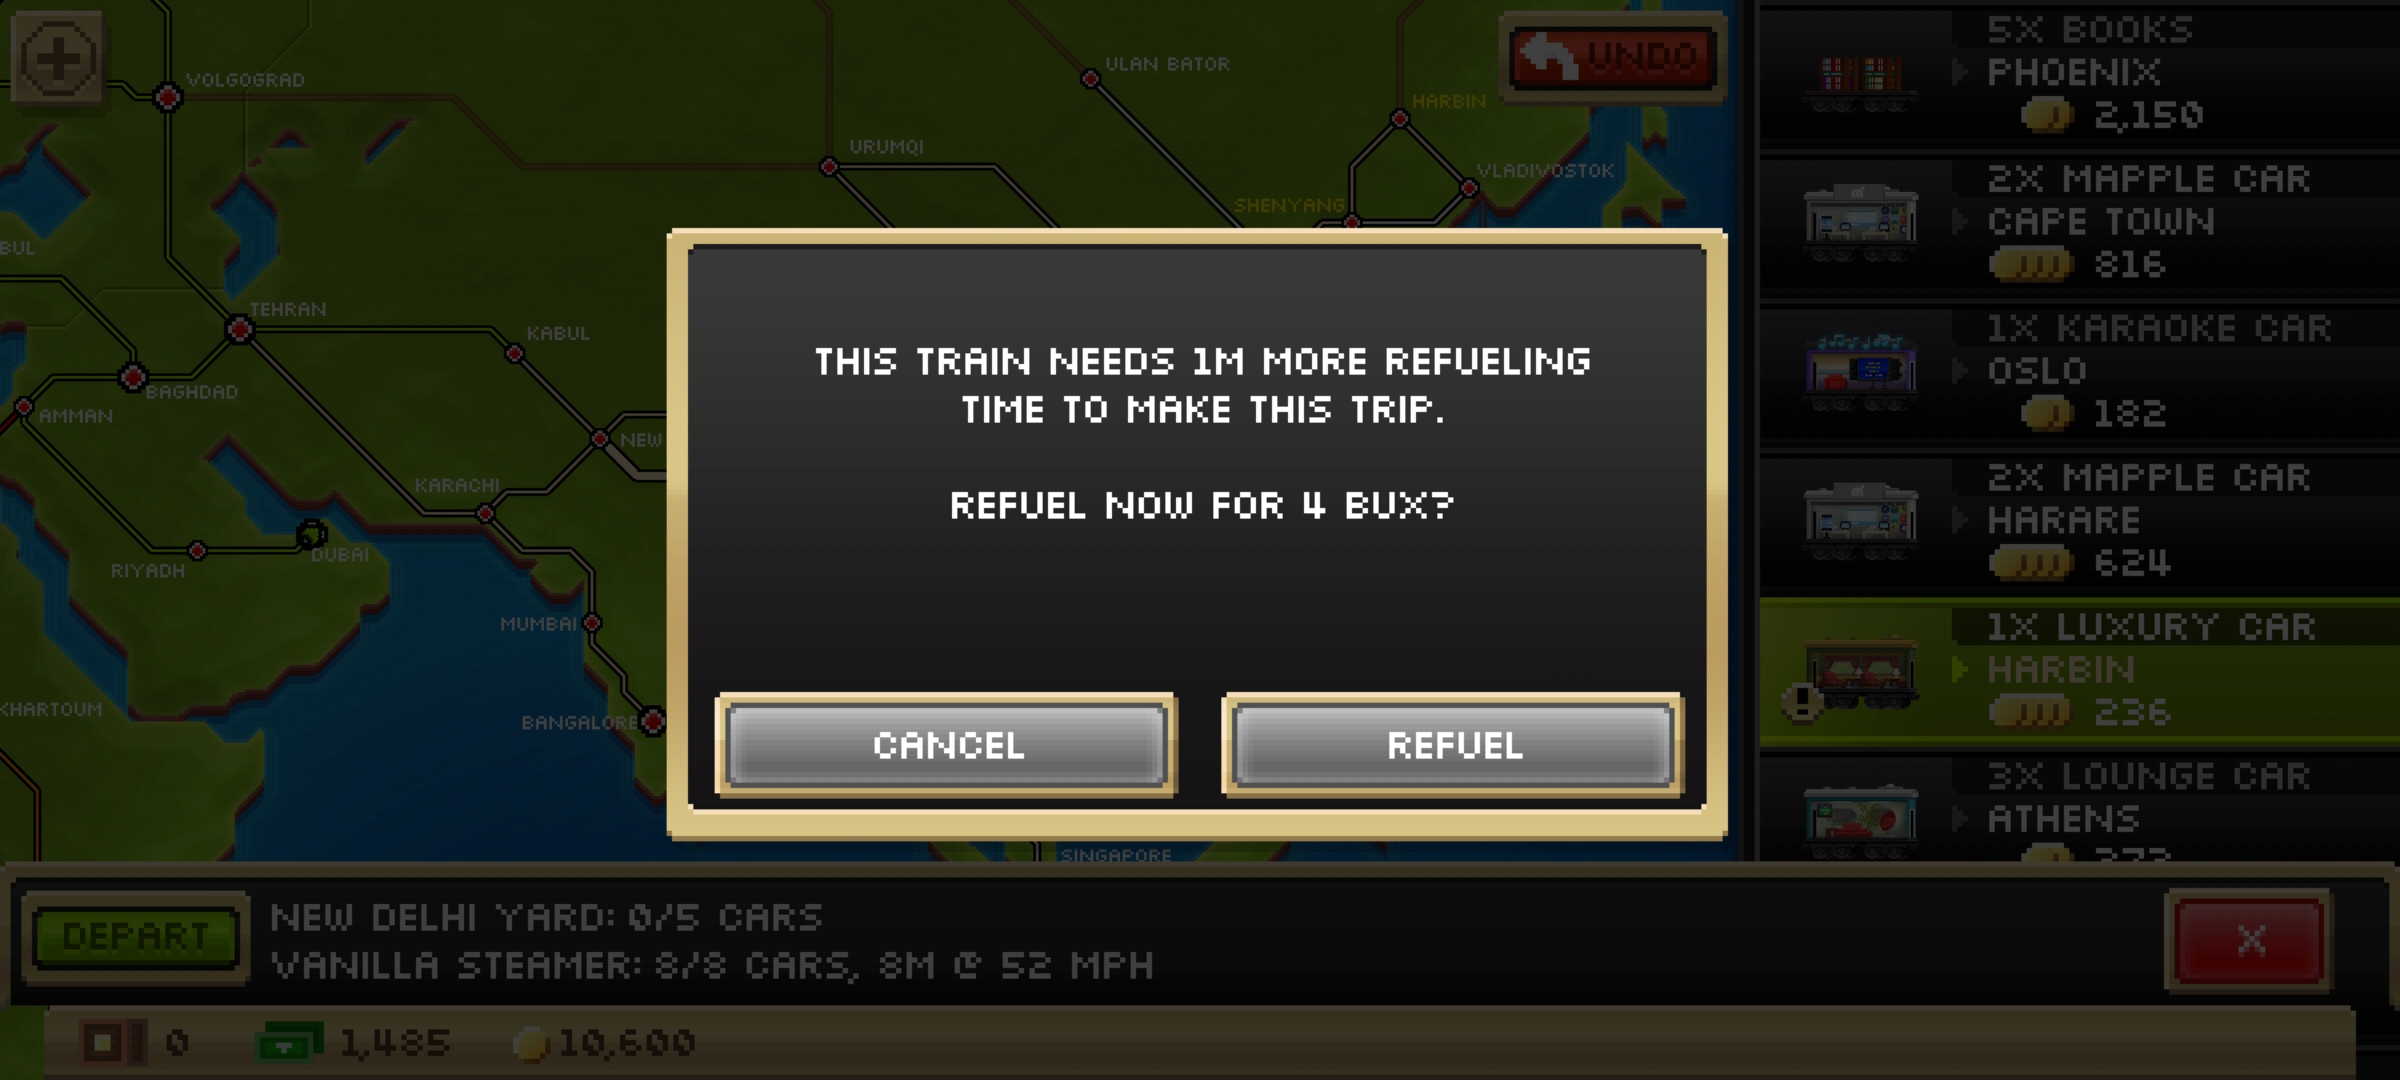 VOLGOGRAD
ULAN BATOR
UNDO
HARBIN
URUMQI
VLADIVOSTOK
SHENYANG
BUL
TEHRAN
KABUL
BAGHDAD
AMMAN
NEW
KARACHI
DUBAI
RIYADH
MUMBAI
KHARTOUM
BANGALORE
SINGAPORE
THIS TRAIN NEEDS 1M MORE REFUELING
TIME TO MAKE THIS TRIP.
REFUEL NOW FOR 4 BUX?
CANCEL
REFUEL
5X BOOKS
PHOENIX
2,150
2X MAPPLE CAR
CAPE TOWN
816
1X KARAOKE CAR
OSLO
182
2X MAPPLE CAR
HARARE
624
1X LUXURY CAR
HARBIN
236
3X LOUNGE CAR
ATHENS
DEPART
NEW DELHI YARD: 0/5 CARS
VANILLA STEAMER: 8/8 CARS, 8M @ 52 MPH
X
0
1,485
10,600